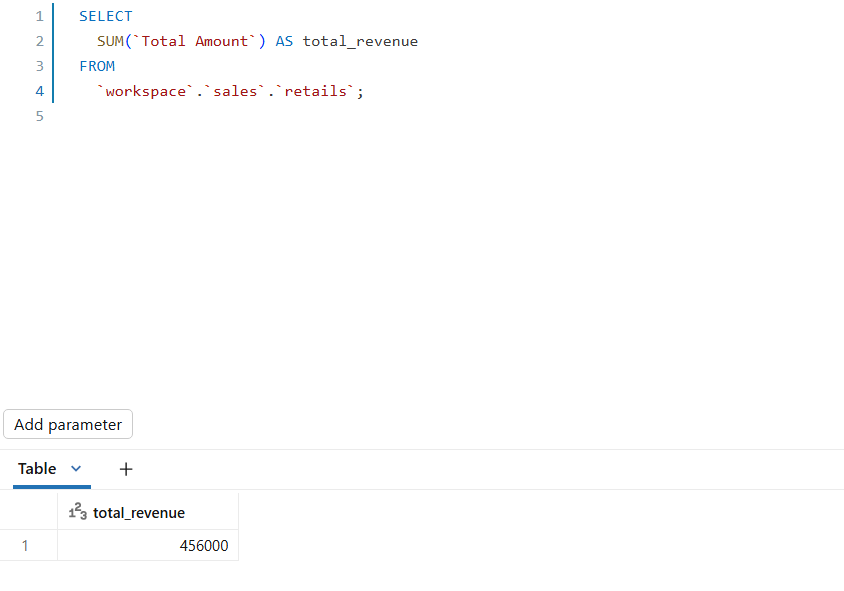 1 SELECT
2 SUM(`Total Amount`) AS total_revenue
3 FROM
4 `workspace`.`sales`.`retails`;
5
Add parameter
Table +
123 total_revenue
1 456000